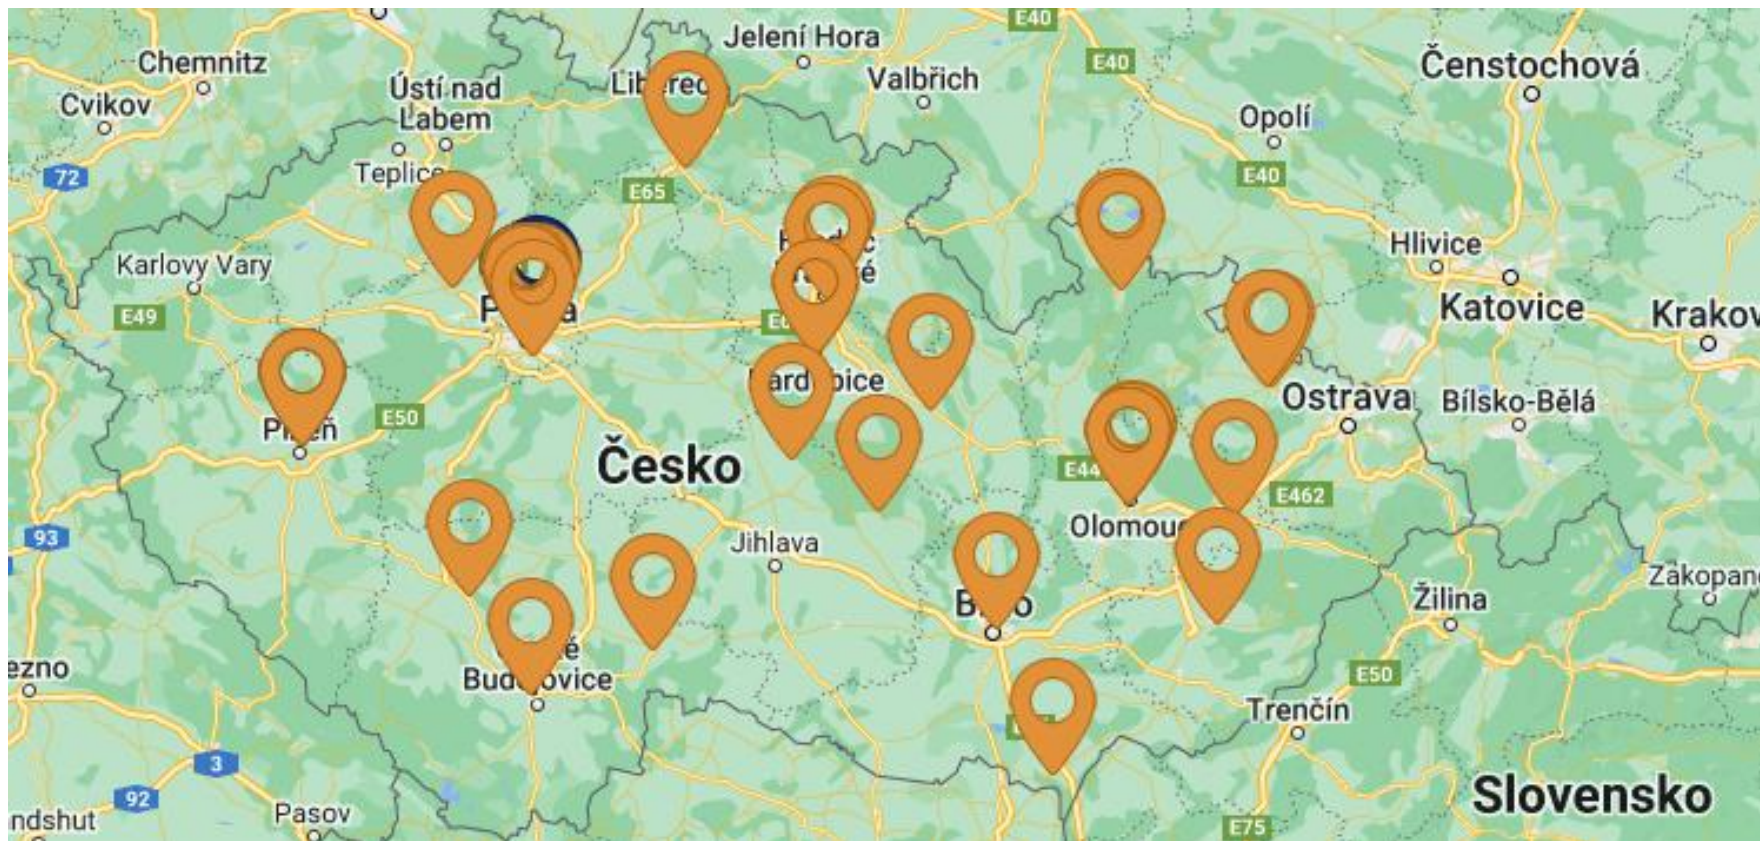 E40
Jelení Hora
Chemnitz
E40
Čenstochová
Valbřich
Ústí nad
Labem
Cvikov
Opolí
Teplice
72
E65
E40
Hlivice
Karlovy Vary
Katovice
E49
Krakov
E50
Ostrava
Bílsko-Bělá
Česko
E44
E462
93
Olomouc
Jihlava
Zakopan
Žilina
ezno
E50
Trenčín
3
Slovensko
92
Pasov
ndshut
E75